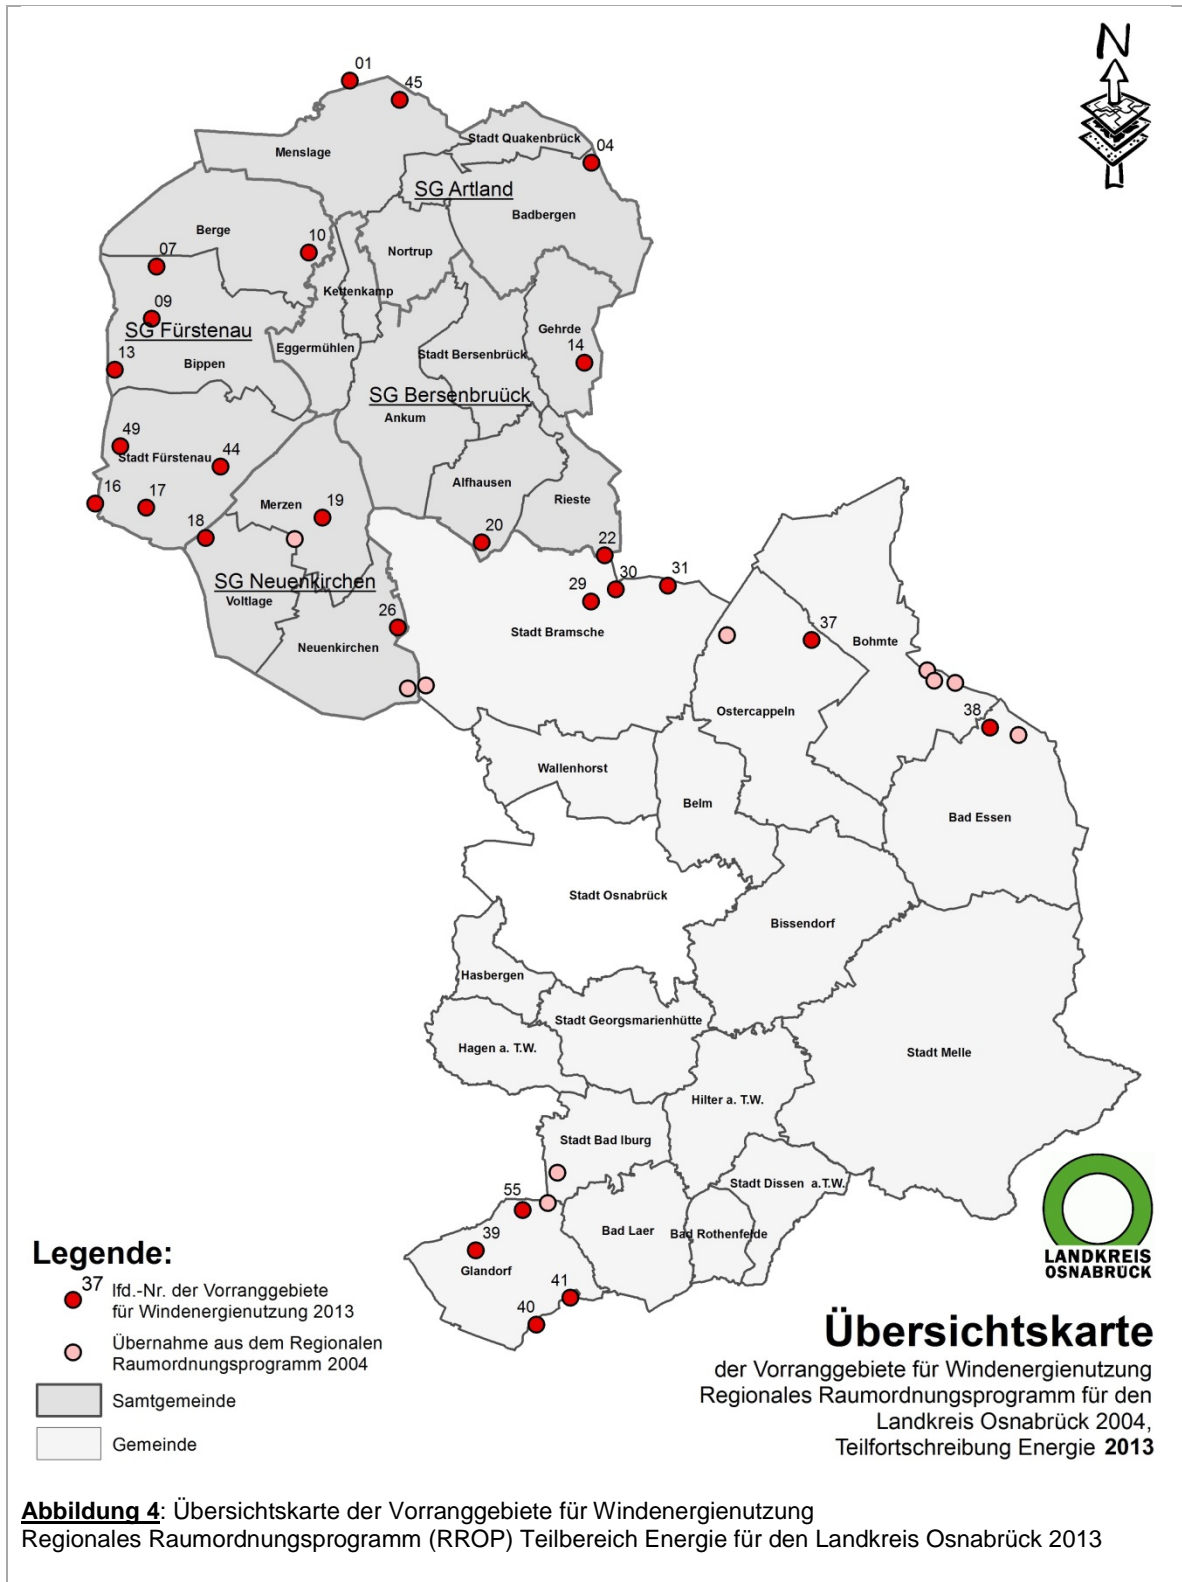 N
01
45
Stadt Quakenbrück
04
Menslage
SG Artland
Badbergen
Berge
10
Nortrup
07
Kettenkamp
09
SG Fürstenau
Gehrde
Eggermühlen
Stadt Bersenbrück
14
13
Bippen
SG Bersenbruück
Ankum
49
Stadt Fürstenau
44
Alfhausen
Rieste
16
17
Merzen
19
18
20
22
SG Neuenkirchen
30
31
29
Voltlage
26
Stadt Bramsche
37
Bohmte
Neuenkirchen
Ostercappeln
38
Wallenhorst
Belm
Bad Essen
Stadt Osnabrück
Bissendorf
Hasbergen
Stadt Georgsmarienhütte
Hagen a. T.W.
Stadt Melle
Hilter a. T.W.
Stadt Bad Iburg
Stadt Dissen a.T.W.
55
Bad Laer
Bad Rothenfelde
39
Glandorf
41
40
LANDKREIS
OSNABRÜCK
Legende:
37 lfd.-Nr. der Vorranggebiete
für Windenergienutzung 2013
Übernahme aus dem Regionalen
Raumordnungsprogramm 2004
Samtgemeinde
Gemeinde
Übersichtskarte
der Vorranggebiete für Windenergienutzung
Regionales Raumordnungsprogramm für den
Landkreis Osnabrück 2004,
Teilfortschreibung Energie 2013
Abbildung 4: Übersichtskarte der Vorranggebiete für Windenergienutzung
Regionales Raumordnungsprogramm (RROP) Teilbereich Energie für den Landkreis Osnabrück 2013